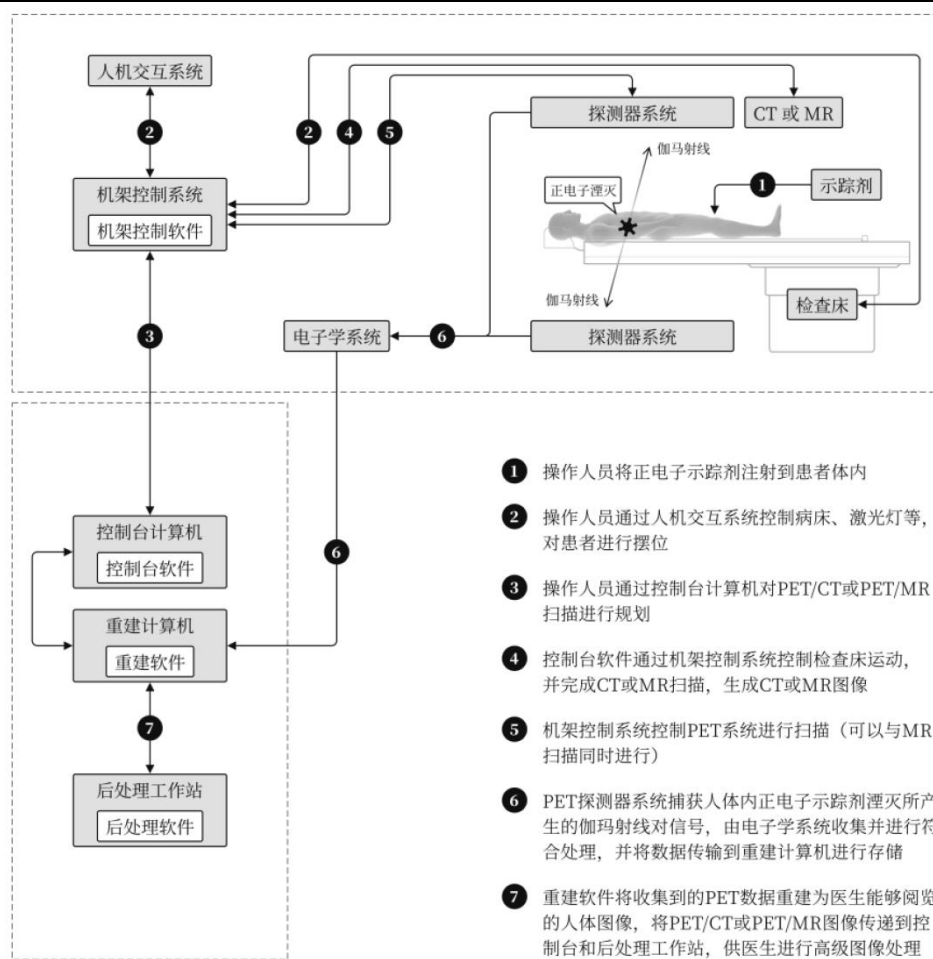 人机交互系统
2
机架控制系统
机架控制软件
2
4
5
探测器系统
CT 或 MR
伽马射线
正电子湮灭
1
示踪剂
伽马射线
检查床
3
电子学系统
6
探测器系统
控制台计算机
控制台软件
6
重建计算机
重建软件
7
后处理工作站
后处理软件
1 操作人员将正电子示踪剂注射到患者体内
2 操作人员通过人机交互系统控制病床、激光灯等，
对患者进行摆位
3 操作人员通过控制台计算机对PET/CT或PET/MR
扫描进行规划
4 控制台软件通过机架控制系统控制检查床运动，
并完成CT或MR扫描，生成CT或MR图像
5 机架控制系统控制PET系统进行扫描（可以与MR
扫描同时进行）
6 PET探测器系统捕获人体内正电子示踪剂湮灭所产
生的伽玛射线对信号，由电子学系统收集并进行符
合处理，并将数据传输到重建计算机进行存储
7 重建软件将收集到的PET数据重建为医生能够阅览
的人体图像，将PET/CT或PET/MR图像传递到控
制台和后处理工作站，供医生进行高级图像处理